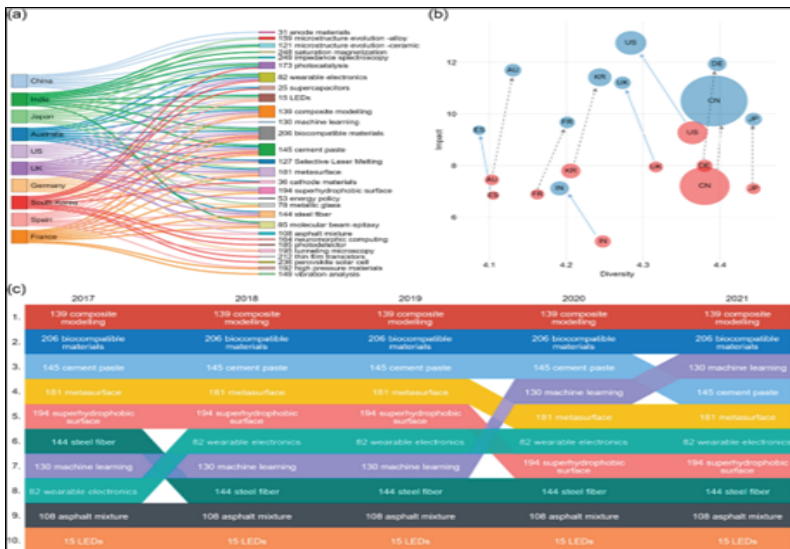 (a)
China
India
Japan
Australia
US
UK
Germany
South Korea
Spain
France
31 anode materials
159 microstructure evolution -alloy
121 microstructure evolution -ceramic
248 saturation magnetization
249 impedance spectroscopy
173 photocatalysis
82 wearable electronics
25 supercapacitors
15 LEDs
139 composite modelling
130 machine learning
206 biocompatible materials
145 cement paste
127 Selective Laser Melting
181 metasurface
36 cathode materials
194 superhydrophobic surface
53 energy policy
78 metallic glass
144 steel fiber
85 molecular beam epitaxy
108 asphalt mixture
164 neuromorphic computing
185 photodetector
195 tunneling microscopy
212 thin film transistors
236 perovskite solar cell
192 high pressure materials
149 vibration analysis
(b)
Impact
12
10
8
6
US
AU
DE
KR
UK
CN
FR
JP
ES
US
AU
KR
UK
DE
CN
ES
FR
IN
JP
IN
4.1
4.2
4.3
4.4
Diversity
(c)
2017
2018
2019
2020
2021
1.
139 composite
modelling
139 composite
modelling
139 composite
modelling
139 composite
modelling
139 composite
modelling
2.
206 biocompatible
materials
206 biocompatible
materials
206 biocompatible
materials
206 biocompatible
materials
206 biocompatible
materials
3.
145 cement paste
145 cement paste
145 cement paste
145 cement paste
130 machine learning
4.
181 metasurface
181 metasurface
181 metasurface
130 machine learning
145 cement paste
5.
194 superhydrophobic
surface
194 superhydrophobic
surface
194 superhydrophobic
surface
181 metasurface
181 metasurface
6.
144 steel fiber
82 wearable electronics
82 wearable electronics
82 wearable electronics
82 wearable electronics
7.
130 machine learning
130 machine learning
130 machine learning
194 superhydrophobic
surface
194 superhydrophobic
surface
8.
82 wearable electronics
144 steel fiber
144 steel fiber
144 steel fiber
144 steel fiber
9.
108 asphalt mixture
108 asphalt mixture
108 asphalt mixture
108 asphalt mixture
108 asphalt mixture
10.
15 LEDs
15 LEDs
15 LEDs
15 LEDs
15 LEDs